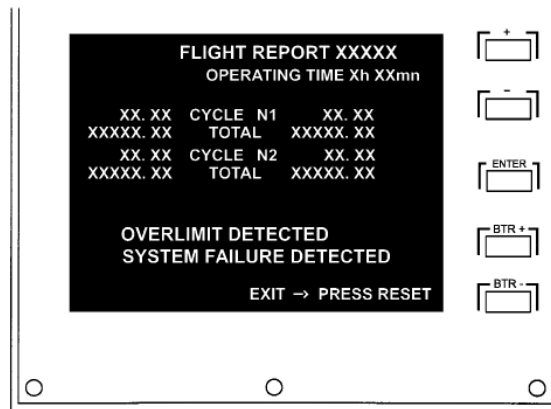 FLIGHT REPORT XXXXX
OPERATING TIME Xh XXmn
XX. XX CYCLE N1 XX. XX
XXXXX. XX TOTAL XXXXX. XX
XX. XX CYCLE N2 XX. XX
XXXXX. XX TOTAL XXXXX. XX
OVERLIMIT DETECTED
SYSTEM FAILURE DETECTED
EXIT → PRESS RESET
+
-
ENTER
BTR +
BTR -